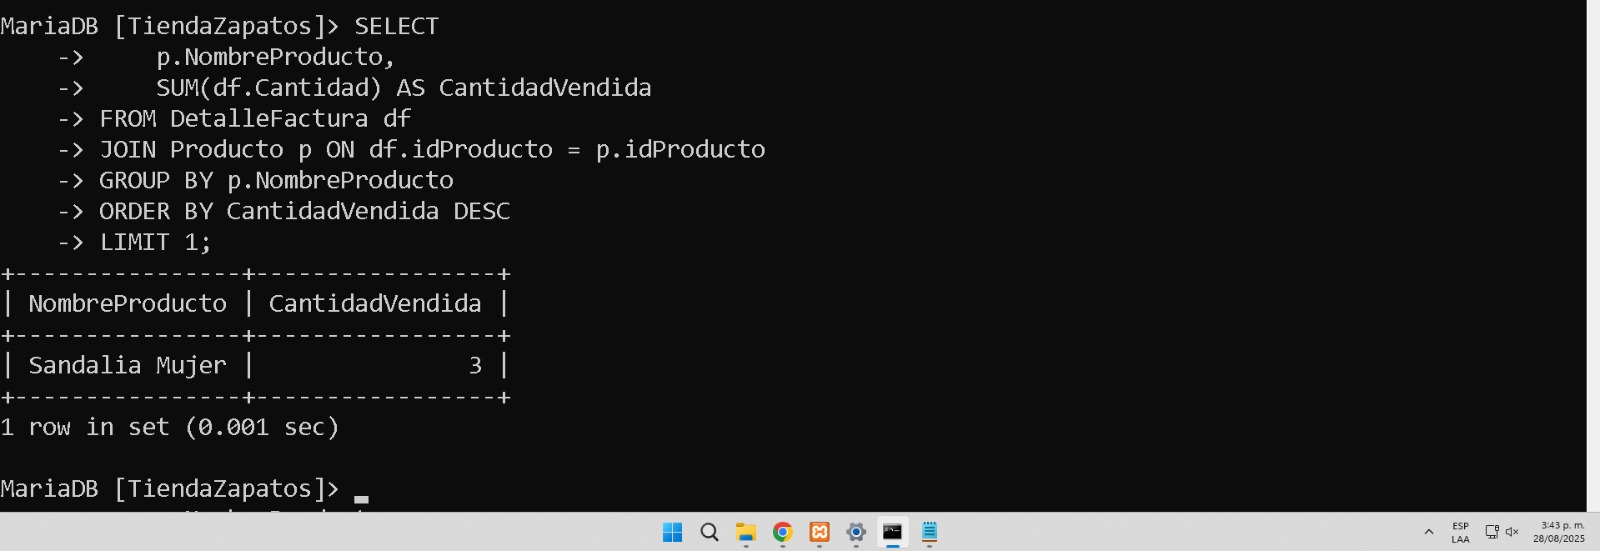 MariaDB [TiendaZapatos]> SELECT
    ->     p.NombreProducto,
    ->     SUM(df.Cantidad) AS CantidadVendida
    -> FROM DetalleFactura df
    -> JOIN Producto p ON df.idProducto = p.idProducto
    -> GROUP BY p.NombreProducto
    -> ORDER BY CantidadVendida DESC
    -> LIMIT 1;
+----------------+-----------------+
| NombreProducto | CantidadVendida |
+----------------+-----------------+
| Sandalia Mujer |               3 |
+----------------+-----------------+
1 row in set (0.001 sec)
MariaDB [TiendaZapatos]> _
ESP
LAA
3:43 p. m.
28/08/2025